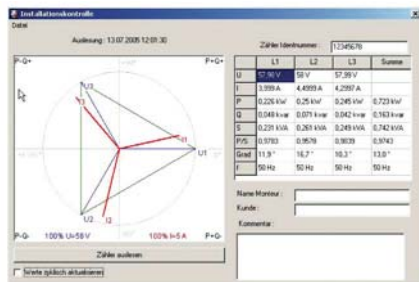 Installationskontrolle
Datei
Auslesung : 13.07.2005 12:01:30
Zähler Identnummer : 12345678
P-Q+ P+Q+
U3
I3
I1
U1
U2
I2
P-Q- P+Q-
100% U=58 V 100% I=5 A
Zähler auslesen
Werte zyklisch aktualisieren
L1 L2 L3 Summe
U 57,98 V 58 V 57,99 V
I 3,999 A 4,4999 A 4,2997 A
P 0,226 kW 0,25 kW 0,245 kW 0,723 kW
Q 0,048 kvar 0,071 kvar 0,042 kvar 0,163 kvar
S 0,231 kVA 0,261 kVA 0,249 kVA 0,742 kVA
P/S 0,9783 0,9578 0,9839 0,9743
Grad 11,9 ° 16,7 ° 10,3 ° 13,0 °
f 50 Hz 50 Hz 50 Hz 50 Hz
Name Monteur :
Kunde :
Kommentar :